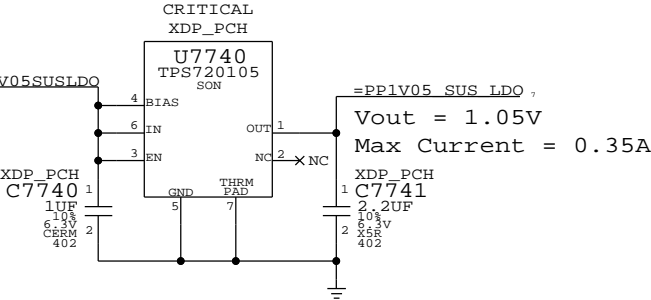 CRITICAL
XDP_PCH
U7740
TPS720105
SON
V05SUSLDO
=PP1V05_SUS_LDO 7
4 BIAS
Vout = 1.05V
6 IN
OUT 1
Max Current = 0.35A
3 EN
NC 2
NC
XDP_PCH
C7740 1
1UF
10%
6.3V
CERM
402
2
GND
5
THRM
PAD
7
XDP_PCH
1 C7741
2.2UF
10%
6.3V
2 X5R
402